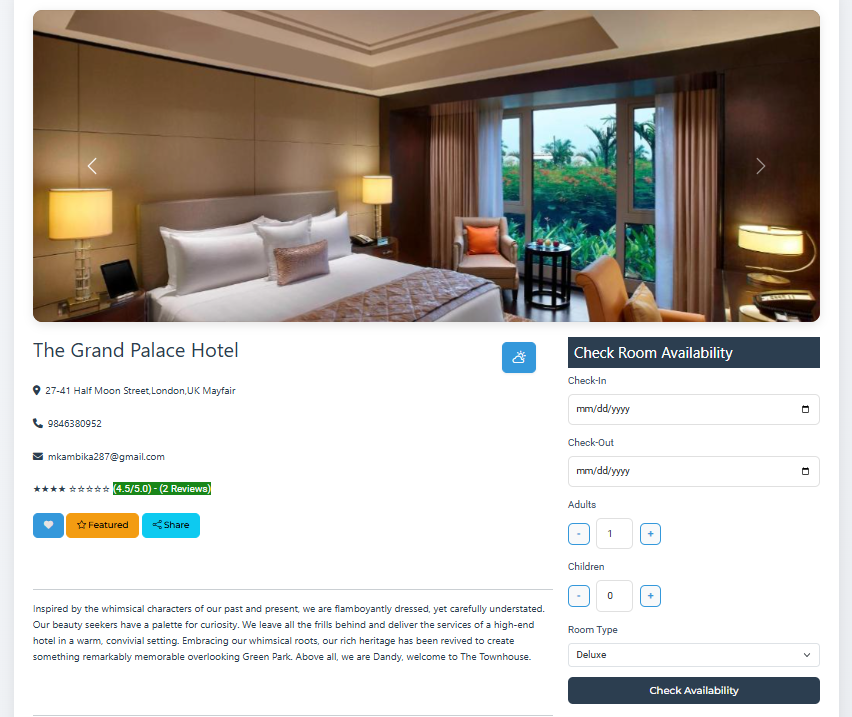 The Grand Palace Hotel
27-41 Half Moon Street,London,UK Mayfair
9846380952
mkambika287@gmail.com
★★★★ ☆☆☆☆☆ (4.5/5.0) - (2 Reviews)
Featured
Share
Inspired by the whimsical characters of our past and present, we are flamboyantly dressed, yet carefully understated.
Our beauty seekers have a palette for curiosity. We leave all the frills behind and deliver the services of a high-end
hotel in a warm, convivial setting. Embracing our whimsical roots, our rich heritage has been revived to create
something remarkably memorable overlooking Green Park. Above all, we are Dandy, welcome to The Townhouse.
Check Room Availability
Check-In
mm/dd/yyyy
Check-Out
mm/dd/yyyy
Adults
- 1 +
Children
- 0 +
Room Type
Deluxe
Check Availability